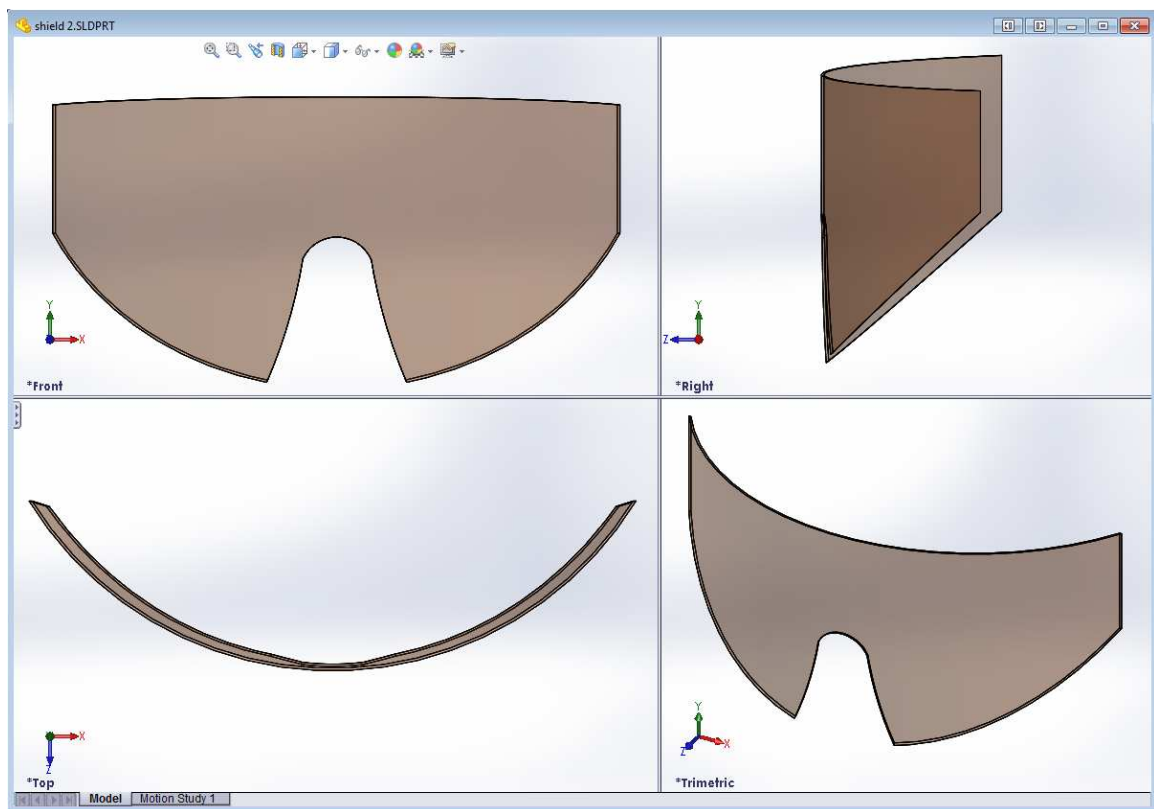 shield 2.SLDPRT
Y
X
*Front
Y
Z
*Right
X
Z
*Top
Y
Z
X
*Trimetric
Model Motion Study 1